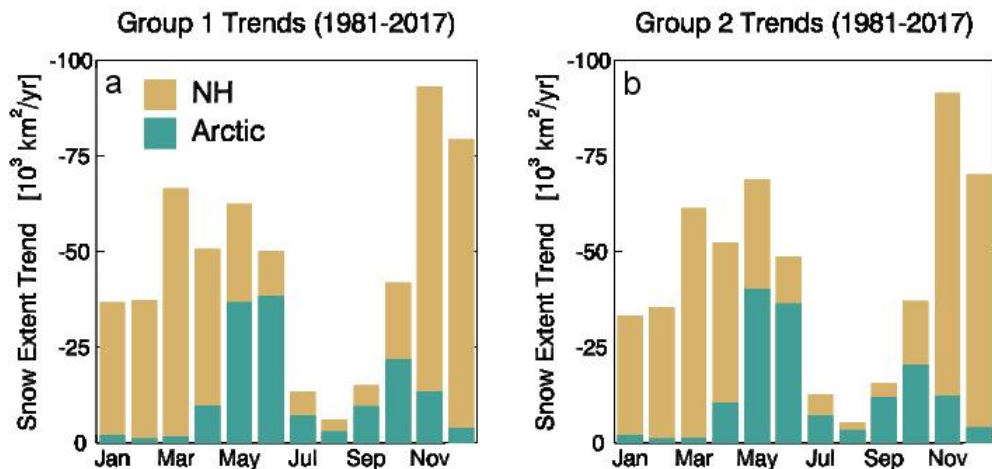 Group 1 Trends (1981-2017)
Snow Extent Trend [10³ km²/yr]
-100
-75
-50
-25
0
a
NH
Arctic
Jan Mar May Jul Sep Nov
Group 2 Trends (1981-2017)
Snow Extent Trend [10³ km²/yr]
-100
-75
-50
-25
0
b
Jan Mar May Jul Sep Nov